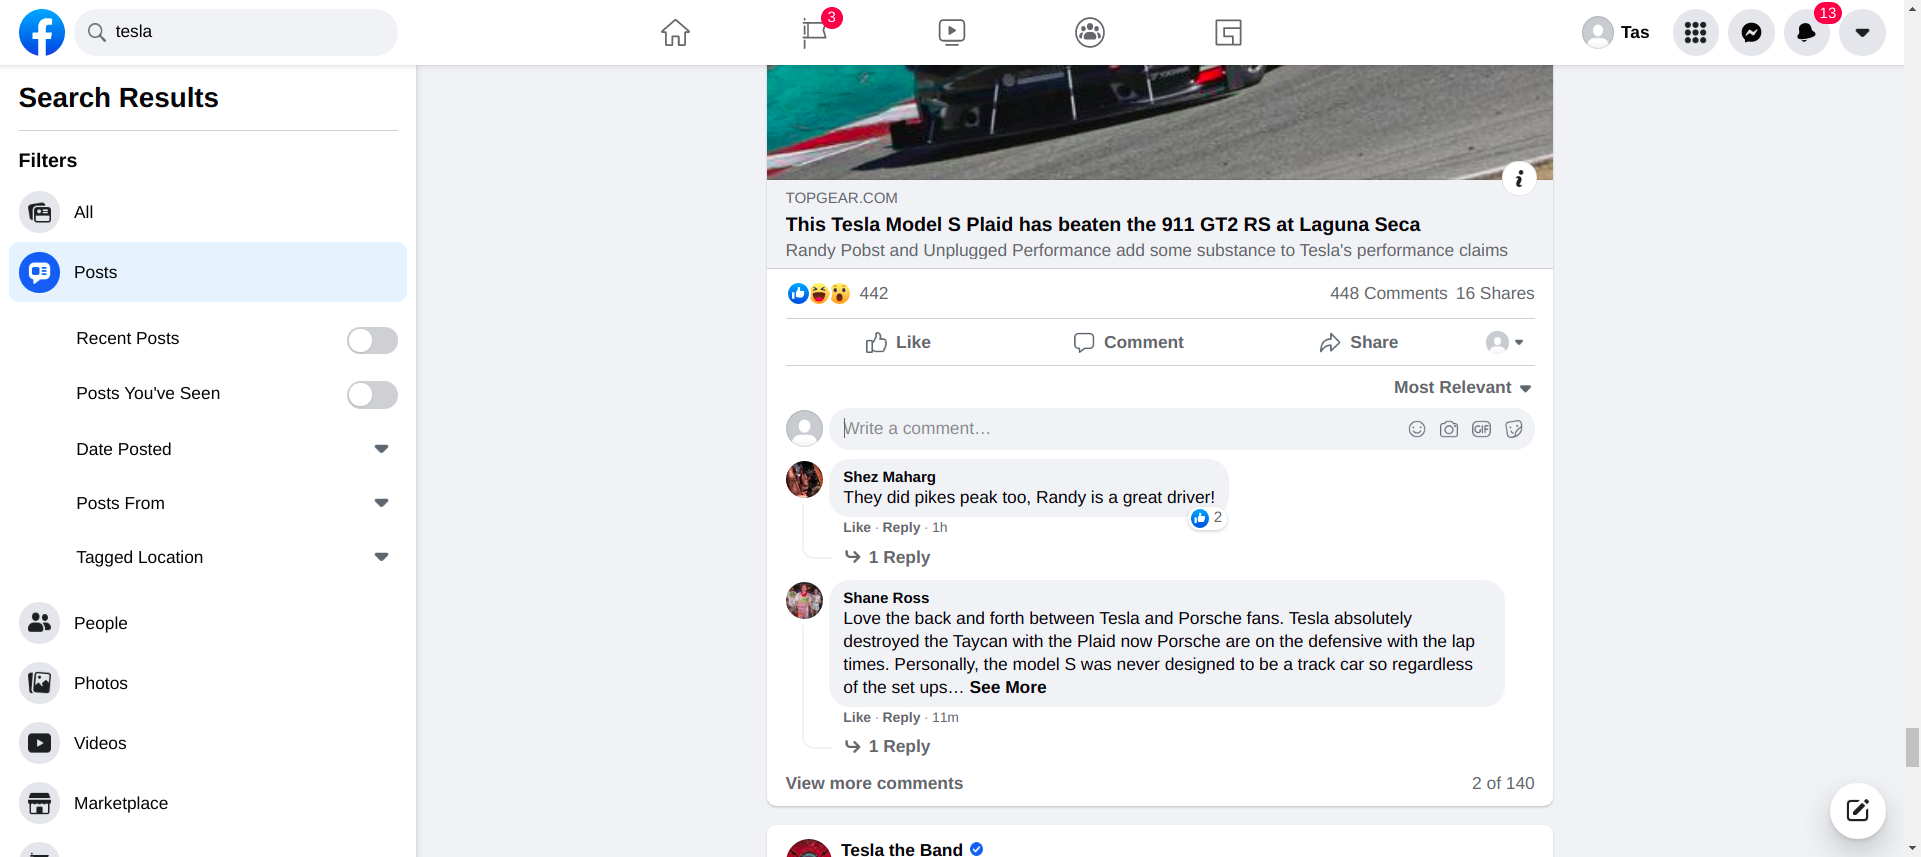 tesla
3
Tas
13
Search Results
Filters
All
Posts
Recent Posts
Posts You've Seen
Date Posted
Posts From
Tagged Location
People
Photos
Videos
Marketplace
TOPGEAR.COM
This Tesla Model S Plaid has beaten the 911 GT2 RS at Laguna Seca
Randy Pobst and Unplugged Performance add some substance to Tesla's performance claims
442
448 Comments 16 Shares
Like
Comment
Share
Most Relevant
Write a comment…
GIF
Shez Maharg
They did pikes peak too, Randy is a great driver!
2
Like · Reply · 1h
1 Reply
Shane Ross
Love the back and forth between Tesla and Porsche fans. Tesla absolutely
destroyed the Taycan with the Plaid now Porsche are on the defensive with the lap
times. Personally, the model S was never designed to be a track car so regardless
of the set ups… See More
Like · Reply · 11m
1 Reply
View more comments
2 of 140
Tesla the Band